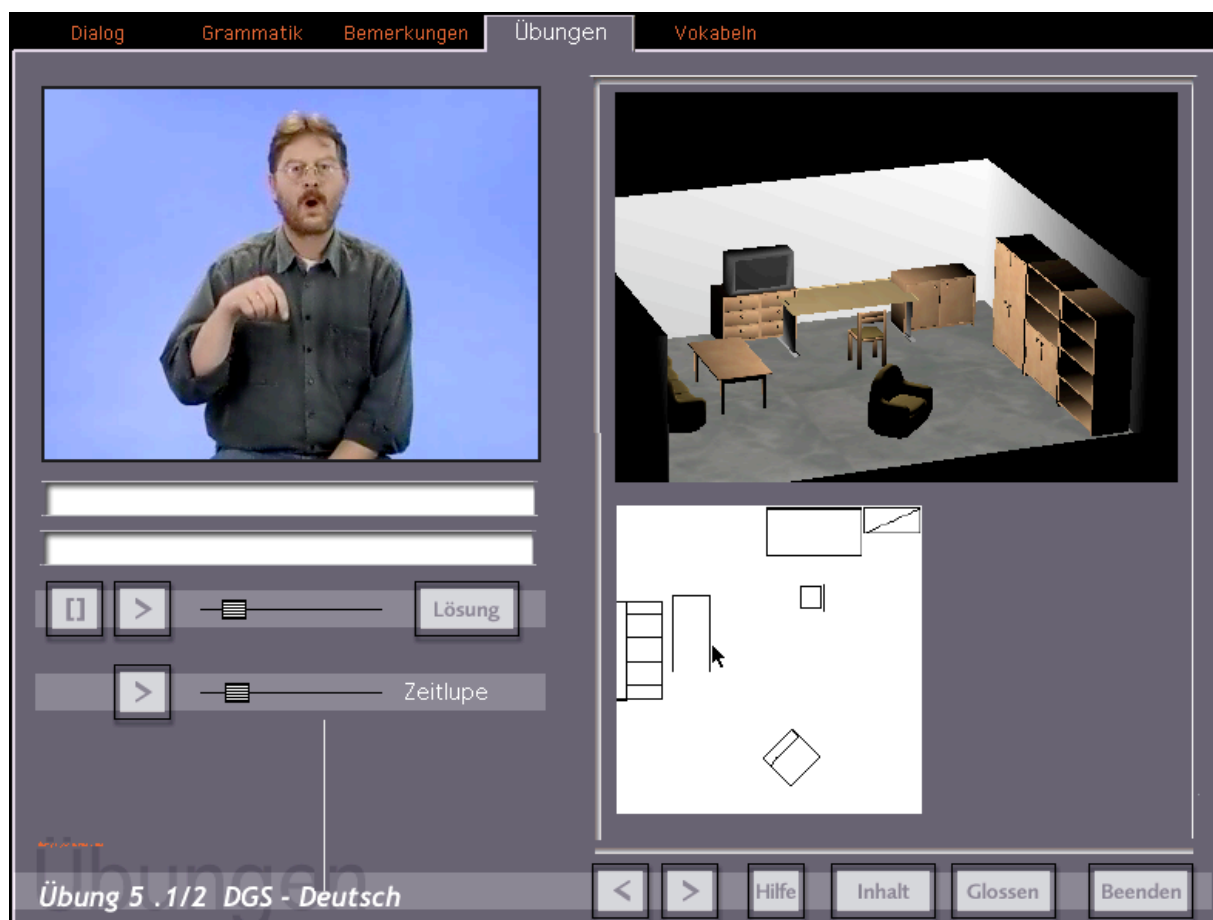 Dialog Grammatik Bemerkungen Übungen Vokabeln
[] > Lösung
> Zeitlupe
Übungen
Übung 5 .1/2 DGS - Deutsch
< > Hilfe Inhalt Glossen Beenden